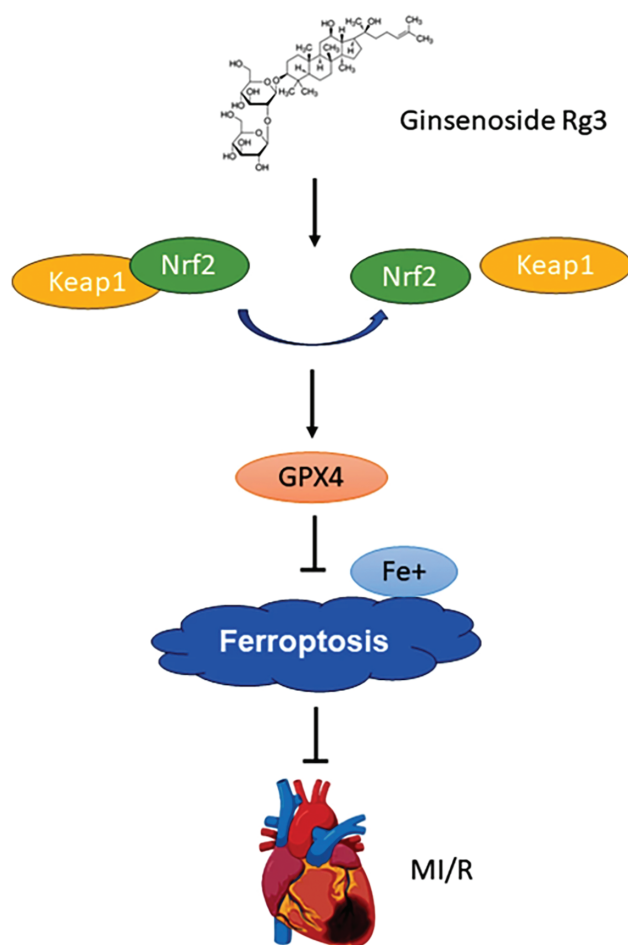 Ginsenoside Rg3
Keap1 Nrf2 Nrf2 Keap1
GPX4
Fe+
Ferroptosis
MI/R